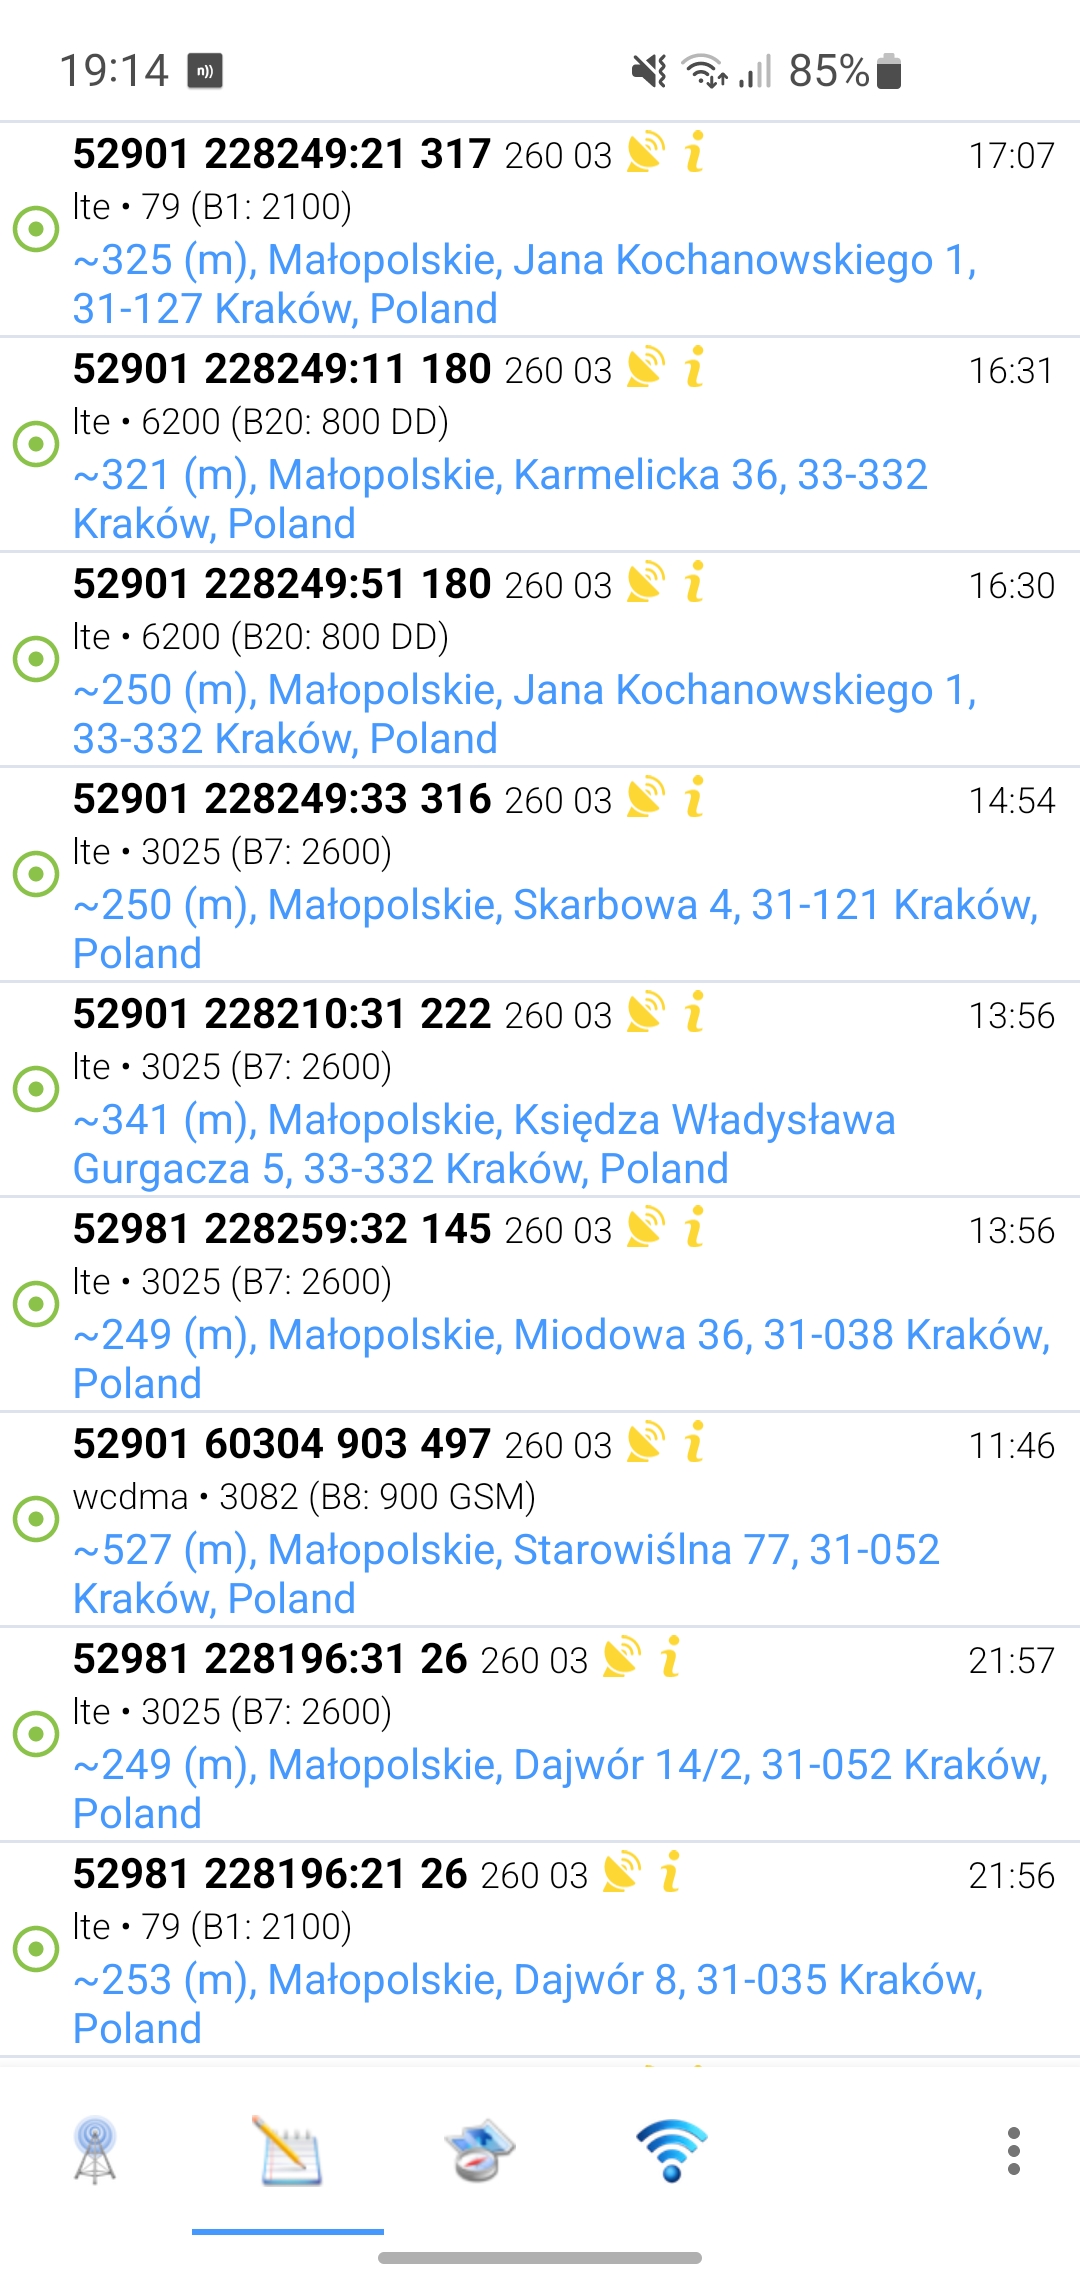 19:14 n)) 85%
52901 228249:21 317 260 03 i 17:07
lte • 79 (B1: 2100)
~325 (m), Małopolskie, Jana Kochanowskiego 1,
31-127 Kraków, Poland
52901 228249:11 180 260 03 i 16:31
lte • 6200 (B20: 800 DD)
~321 (m), Małopolskie, Karmelicka 36, 33-332
Kraków, Poland
52901 228249:51 180 260 03 i 16:30
lte • 6200 (B20: 800 DD)
~250 (m), Małopolskie, Jana Kochanowskiego 1,
33-332 Kraków, Poland
52901 228249:33 316 260 03 i 14:54
lte • 3025 (B7: 2600)
~250 (m), Małopolskie, Skarbowa 4, 31-121 Kraków,
Poland
52901 228210:31 222 260 03 i 13:56
lte • 3025 (B7: 2600)
~341 (m), Małopolskie, Księdza Władysława
Gurgacza 5, 33-332 Kraków, Poland
52981 228259:32 145 260 03 i 13:56
lte • 3025 (B7: 2600)
~249 (m), Małopolskie, Miodowa 36, 31-038 Kraków,
Poland
52901 60304 903 497 260 03 i 11:46
wcdma • 3082 (B8: 900 GSM)
~527 (m), Małopolskie, Starowiślna 77, 31-052
Kraków, Poland
52981 228196:31 26 260 03 i 21:57
lte • 3025 (B7: 2600)
~249 (m), Małopolskie, Dajwór 14/2, 31-052 Kraków,
Poland
52981 228196:21 26 260 03 i 21:56
lte • 79 (B1: 2100)
~253 (m), Małopolskie, Dajwór 8, 31-035 Kraków,
Poland